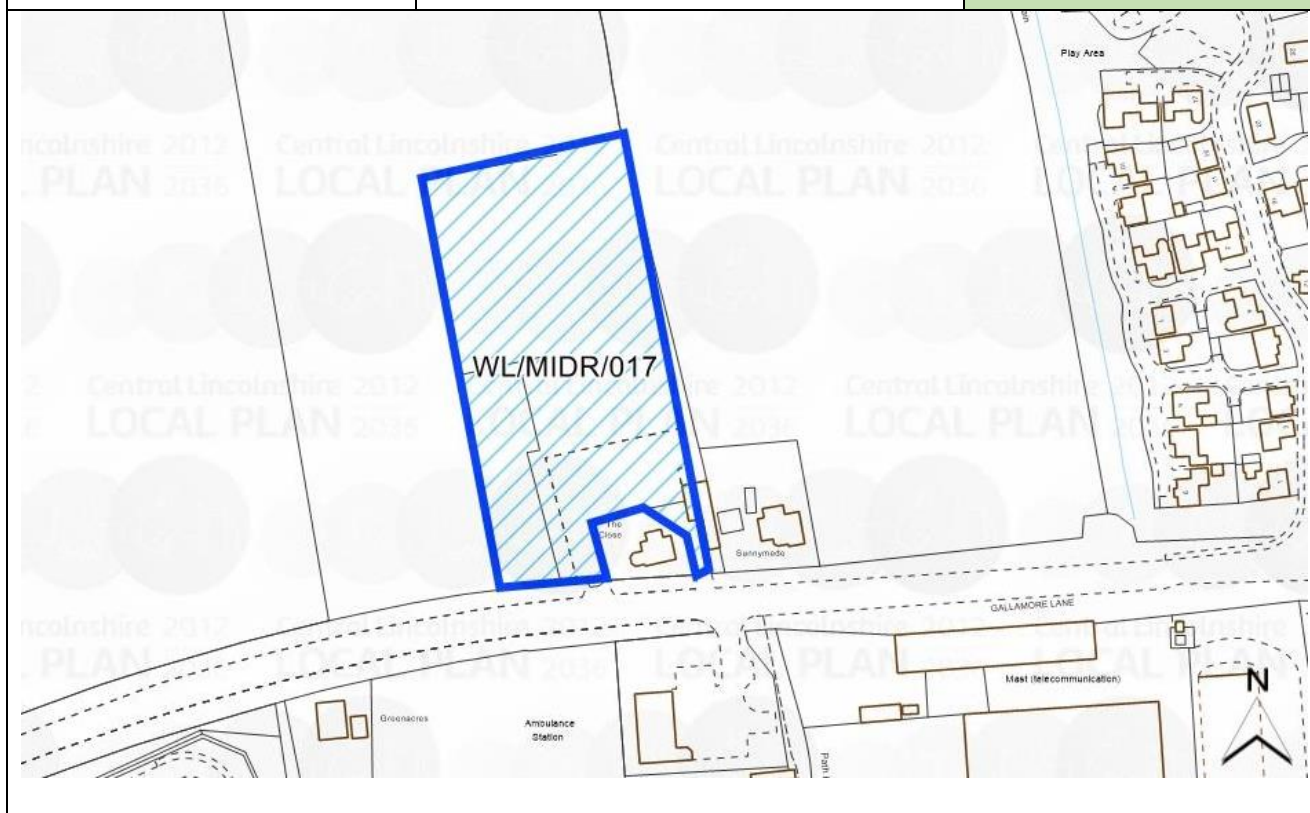 Play Area
Central Lincolnshire 2012
LOCAL PLAN 2036
WL/MIDR/017
The
Close
Sunnymede
GALLAMORE LANE
Mast (telecommunication)
N
Greenacres
Ambulance
Station
Path